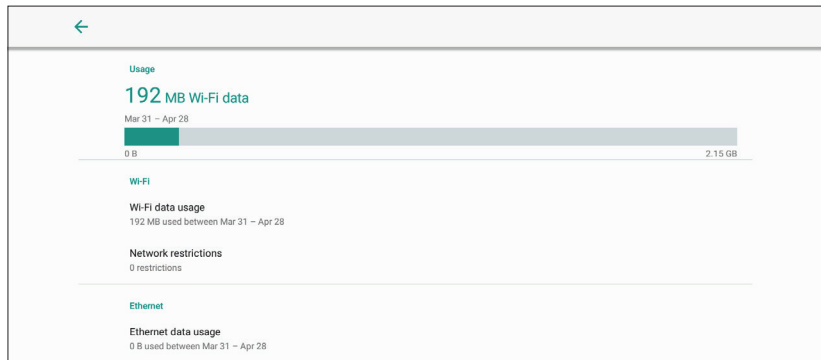 Usage
192 MB Wi-Fi data
Mar 31 – Apr 28
0 B 2.15 GB
Wi-Fi
Wi-Fi data usage
192 MB used between Mar 31 – Apr 28
Network restrictions
0 restrictions
Ethernet
Ethernet data usage
0 B used between Mar 31 – Apr 28